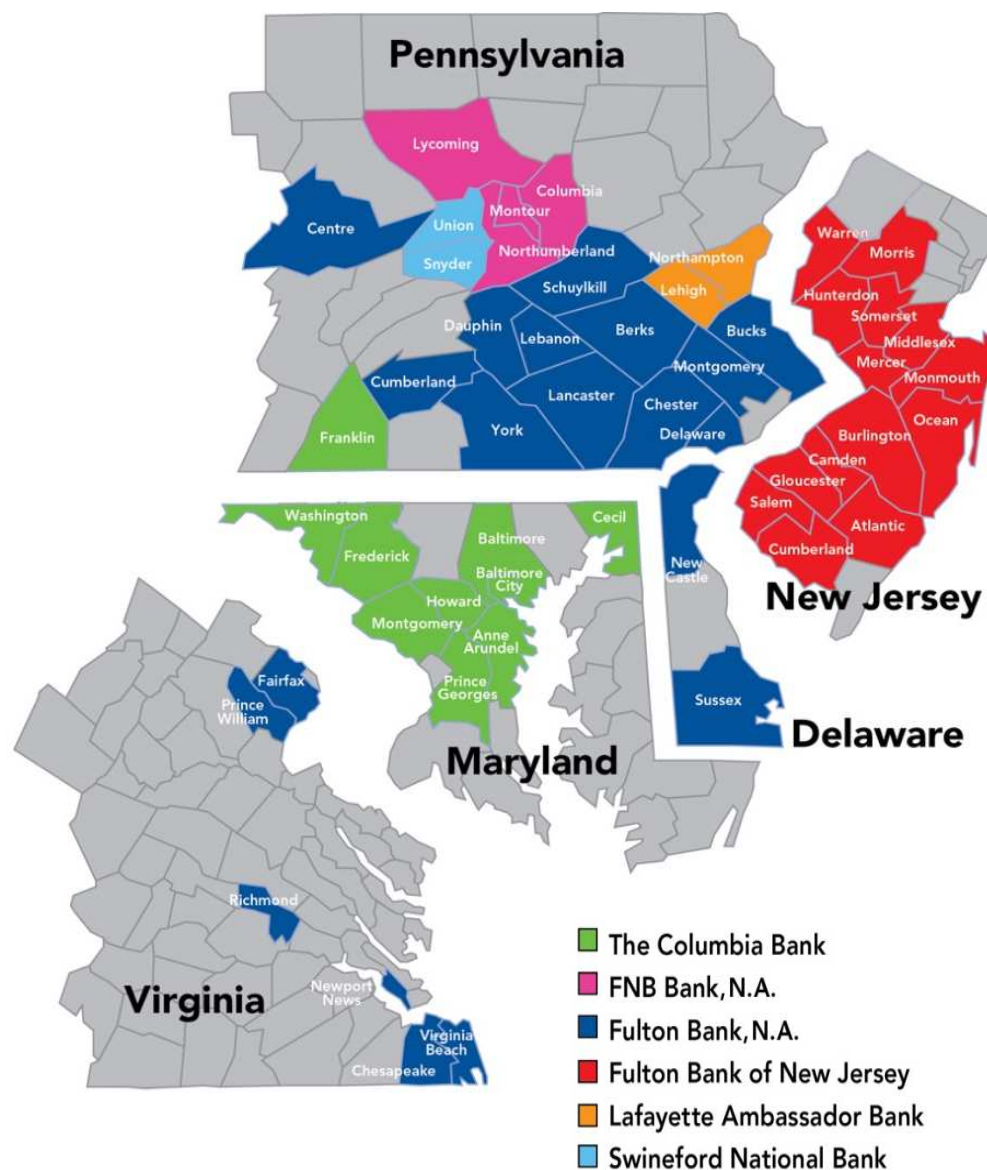 Pennsylvania
Lycoming
Columbia
Montour
Centre
Union
Northumberland
Snyder
Northampton
Lehigh
Schuylkill
Dauphin
Lebanon
Berks
Bucks
Montgomery
Cumberland
Lancaster
Chester
Franklin
York
Delaware
Warren
Morris
Hunterdon
Somerset
Middlesex
Mercer
Monmouth
Ocean
Burlington
Camden
Gloucester
Salem
Atlantic
Cumberland
New Jersey
Washington
Frederick
Baltimore
Cecil
Baltimore
City
Howard
Montgomery
Anne
Arundel
Prince
Georges
Maryland
New
Castle
Sussex
Delaware
Fairfax
Prince
William
Richmond
Newport
News
Virginia
Virginia
Beach
Chesapeake
The Columbia Bank
FNB Bank, N.A.
Fulton Bank, N.A.
Fulton Bank of New Jersey
Lafayette Ambassador Bank
Swineford National Bank